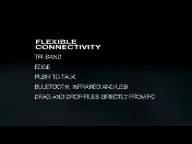 FLEXIBLE
CONNECTIVITY
TRI-BAND
EDGE
PUSH TO TALK
BLUETOOTH, INFRARED AND USB
DRAG AND DROP FILES DIRECTLY FROM PC